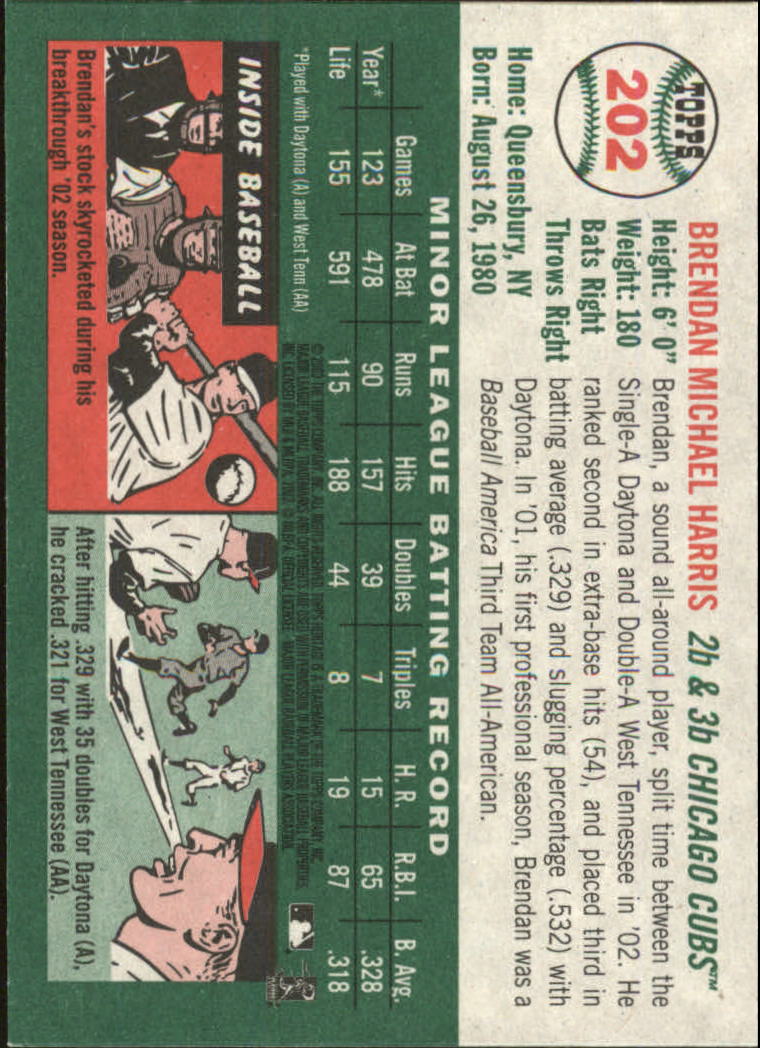 TOPPS
202
BRENDAN MICHAEL HARRIS 2b & 3b CHICAGO CUBS™
Height: 6' 0"
Weight: 180
Bats Right
Throws Right
Home: Queensbury, NY
Born: August 26, 1980
Brendan, a sound all-around player, split time between the
Single-A Daytona and Double-A West Tennessee in '02. He
ranked second in extra-base hits (54), and placed third in
batting average (.329) and slugging percentage (.532) with
Daytona. In '01, his first professional season, Brendan was a
Baseball America Third Team All-American.
MINOR LEAGUE BATTING RECORD
Games At Bat Runs Hits Doubles Triples H. R. R.B.I. B. Avg.
Year* 123 478 90 157 39 7 15 65 .328
Life 155 591 115 188 44 8 19 87 .318
*Played with Daytona (A) and West Tenn (AA)
INSIDE BASEBALL
Brendan's stock skyrocketed during his
breakthrough '02 season.
After hitting .329 with 35 doubles for Daytona (A),
he cracked .321 for West Tennessee (AA).